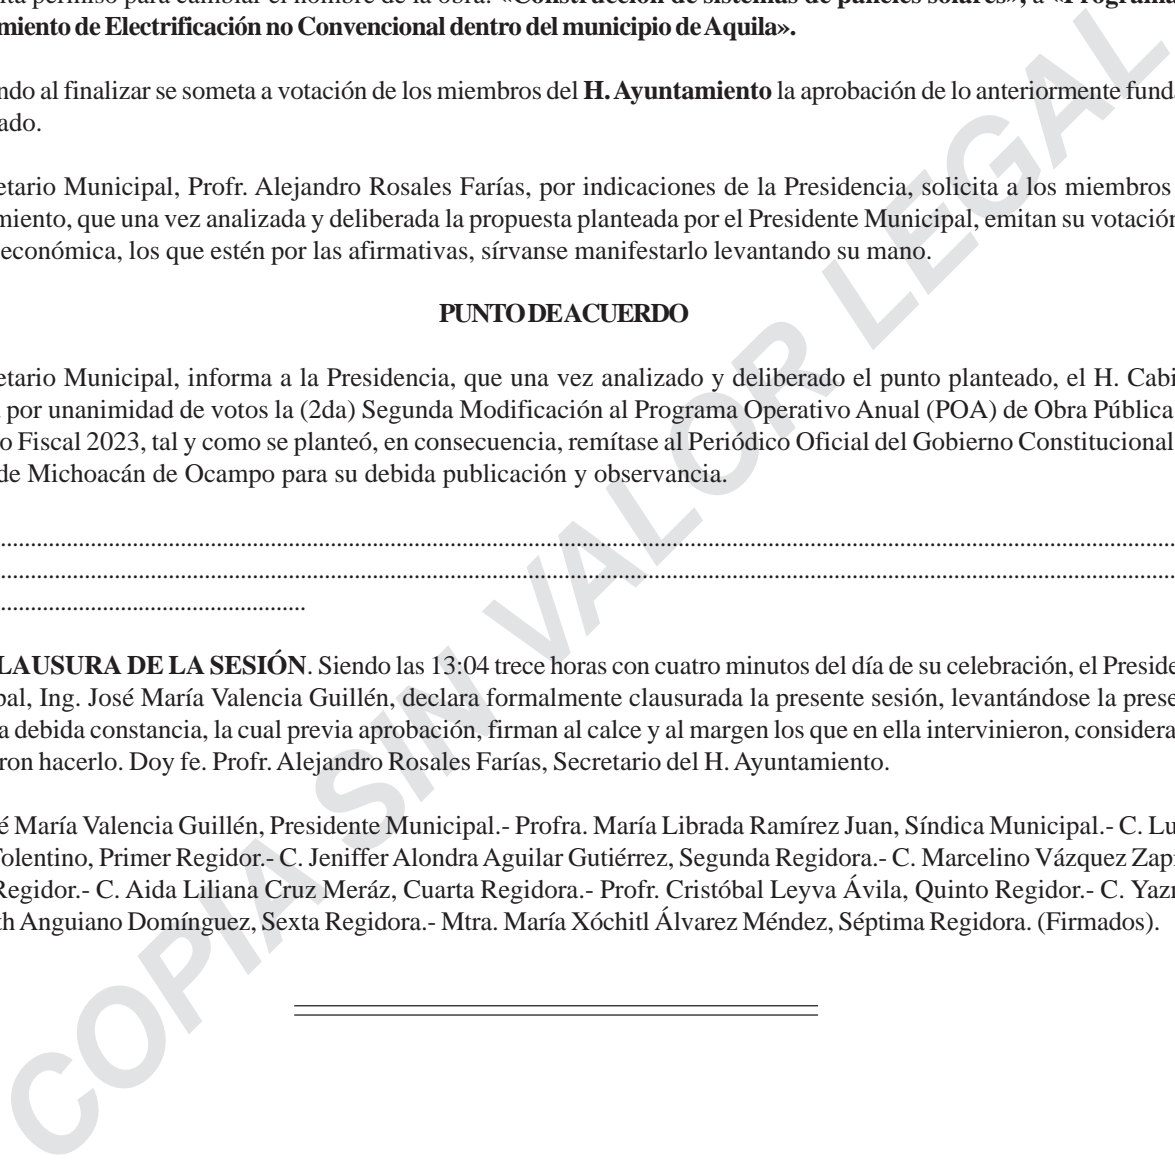 ita permiso para cambiar el nombre de la obra: «Construcción de sistemas de paneles solares», a «Programa
miento de Electrificación no Convencional dentro del municipio de Aquila».
ndo al finalizar se someta a votación de los miembros del H. Ayuntamiento la aprobación de lo anteriormente fund
ado.
etario Municipal, Profr. Alejandro Rosales Farías, por indicaciones de la Presidencia, solicita a los miembros
miento, que una vez analizada y deliberada la propuesta planteada por el Presidente Municipal, emitan su votación
económica, los que estén por las afirmativas, sírvanse manifestarlo levantando su mano.
PUNTO DE ACUERDO
etario Municipal, informa a la Presidencia, que una vez analizado y deliberado el punto planteado, el H. Cabi
por unanimidad de votos la (2da) Segunda Modificación al Programa Operativo Anual (POA) de Obra Pública
o Fiscal 2023, tal y como se planteó, en consecuencia, remítase al Periódico Oficial del Gobierno Constitucional
de Michoacán de Ocampo para su debida publicación y observancia.
LAUSURA DE LA SESIÓN. Siendo las 13:04 trece horas con cuatro minutos del día de su celebración, el Preside
pal, Ing. José María Valencia Guillén, declara formalmente clausurada la presente sesión, levantándose la prese
a debida constancia, la cual previa aprobación, firman al calce y al margen los que en ella intervinieron, considera
ron hacerlo. Doy fe. Profr. Alejandro Rosales Farías, Secretario del H. Ayuntamiento.
é María Valencia Guillén, Presidente Municipal.- Profra. María Librada Ramírez Juan, Síndica Municipal.- C. Lu
Tolentino, Primer Regidor.- C. Jeniffer Alondra Aguilar Gutiérrez, Segunda Regidora.- C. Marcelino Vázquez Zap
Regidor.- C. Aida Liliana Cruz Meráz, Cuarta Regidora.- Profr. Cristóbal Leyva Ávila, Quinto Regidor.- C. Yaz
th Anguiano Domínguez, Sexta Regidora.- Mtra. María Xóchitl Álvarez Méndez, Séptima Regidora. (Firmados).
COPIA SIN VALOR LEGAL